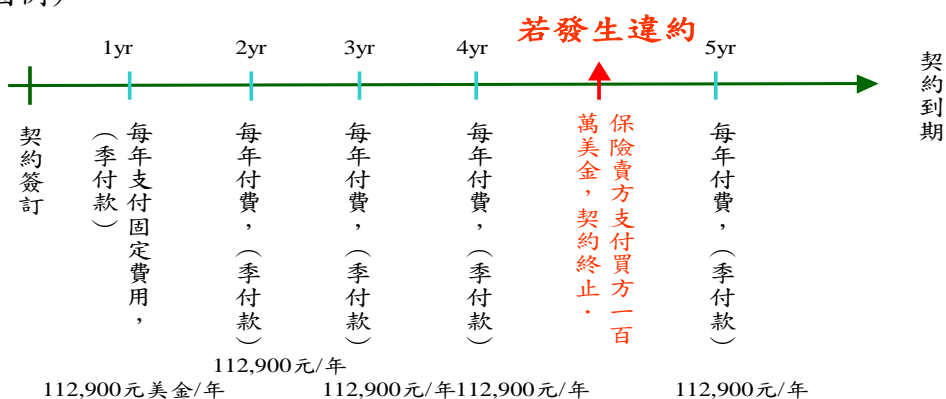 若發生違約
1yr
2yr
3yr
4yr
5yr
契約到期
契約簽訂
每年支付固定費用，
（季付款）
每年付費，（季付款）
每年付費，（季付款）
每年付費，（季付款）
保險賣方支付買方一百
萬美金，契約終止．
每年付費，（季付款）
112,900元/年
112,900元美金/年
112,900元/年
112,900元/年
112,900元/年